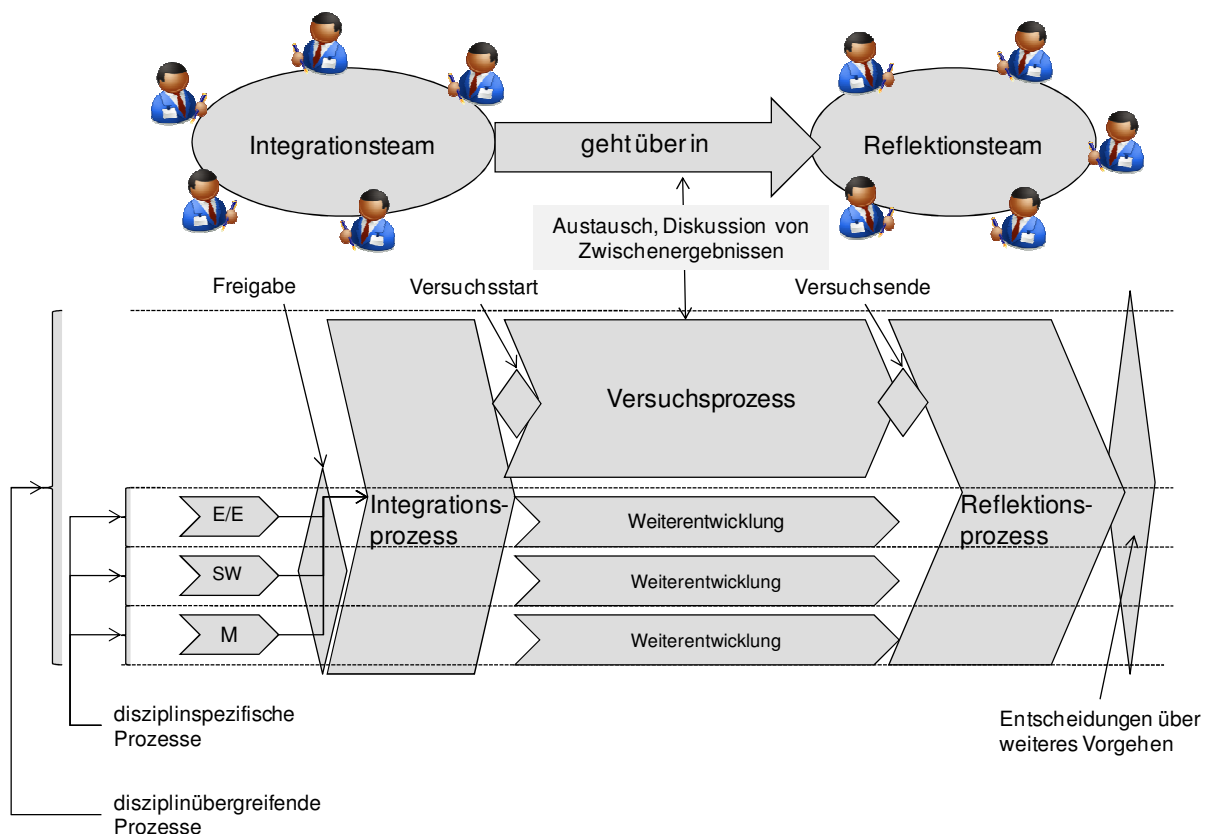 Integrationsteam
geht über in
Reflektionsteam
Austausch, Diskussion von
Zwischenergebnissen
Freigabe
Versuchsstart
Versuchsende
Versuchsprozess
E/E
Integrations-
prozess
Weiterentwicklung
Reflektions-
prozess
SW
Weiterentwicklung
M
Weiterentwicklung
disziplinspezifische
Prozesse
Entscheidungen über
weiteres Vorgehen
disziplinübergreifende
Prozesse